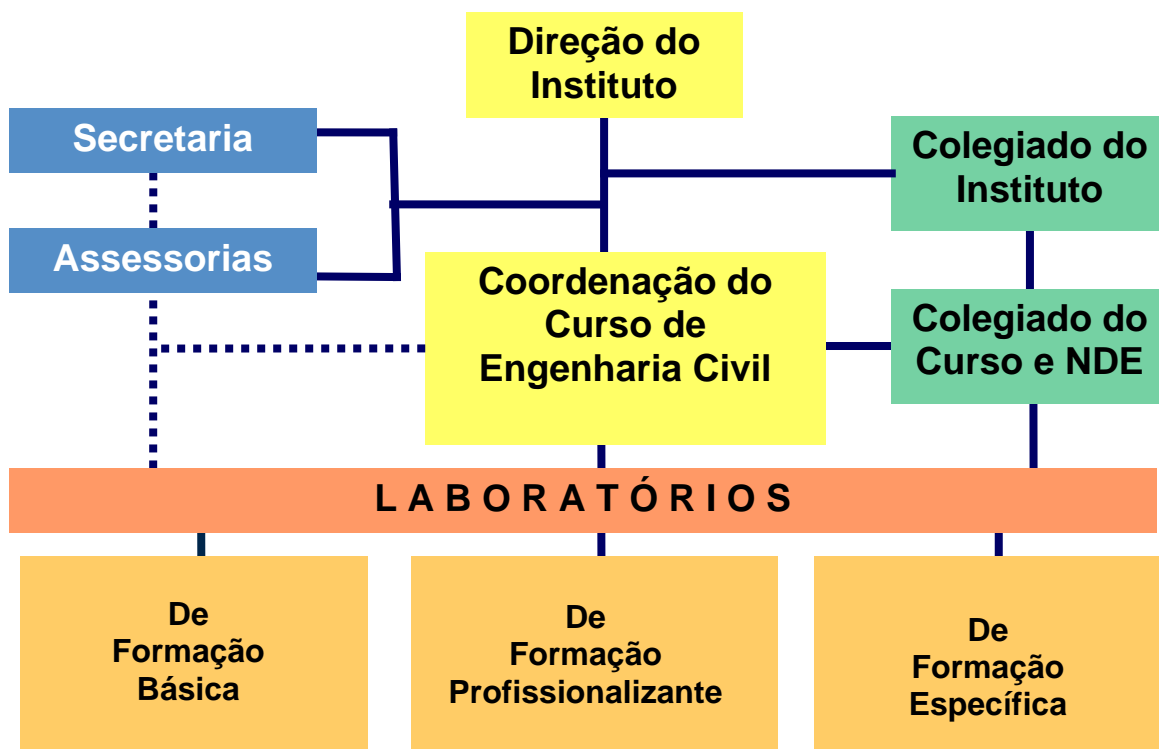 Direção do
Instituto
Secretaria
Colegiado do
Instituto
Assessorias
Coordenação do
Curso de
Engenharia Civil
Colegiado do
Curso e NDE
LABORATÓRIOS
De
Formação
Básica
De
Formação
Profissionalizante
De
Formação
Específica